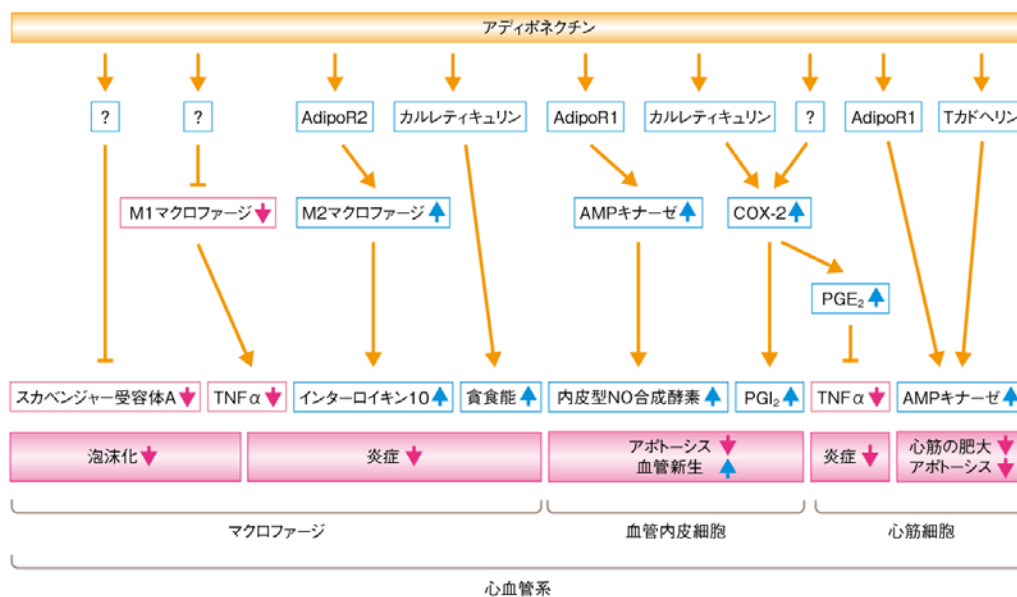 アディポネクチン
?
?
AdipoR2
カルレティキュリン
AdipoR1
カルレティキュリン
?
AdipoR1
Tカドヘリン
M1マクロファージ
M2マクロファージ
AMPキナーゼ
COX-2
PGE₂
スカベンジャー受容体A
TNFα
インターロイキン10
貪食能
内皮型NO合成酵素
PGI₂
TNFα
AMPキナーゼ
泡沫化
炎症
アポトーシス
血管新生
炎症
心筋の肥大
アポトーシス
マクロファージ
血管内皮細胞
心筋細胞
心血管系